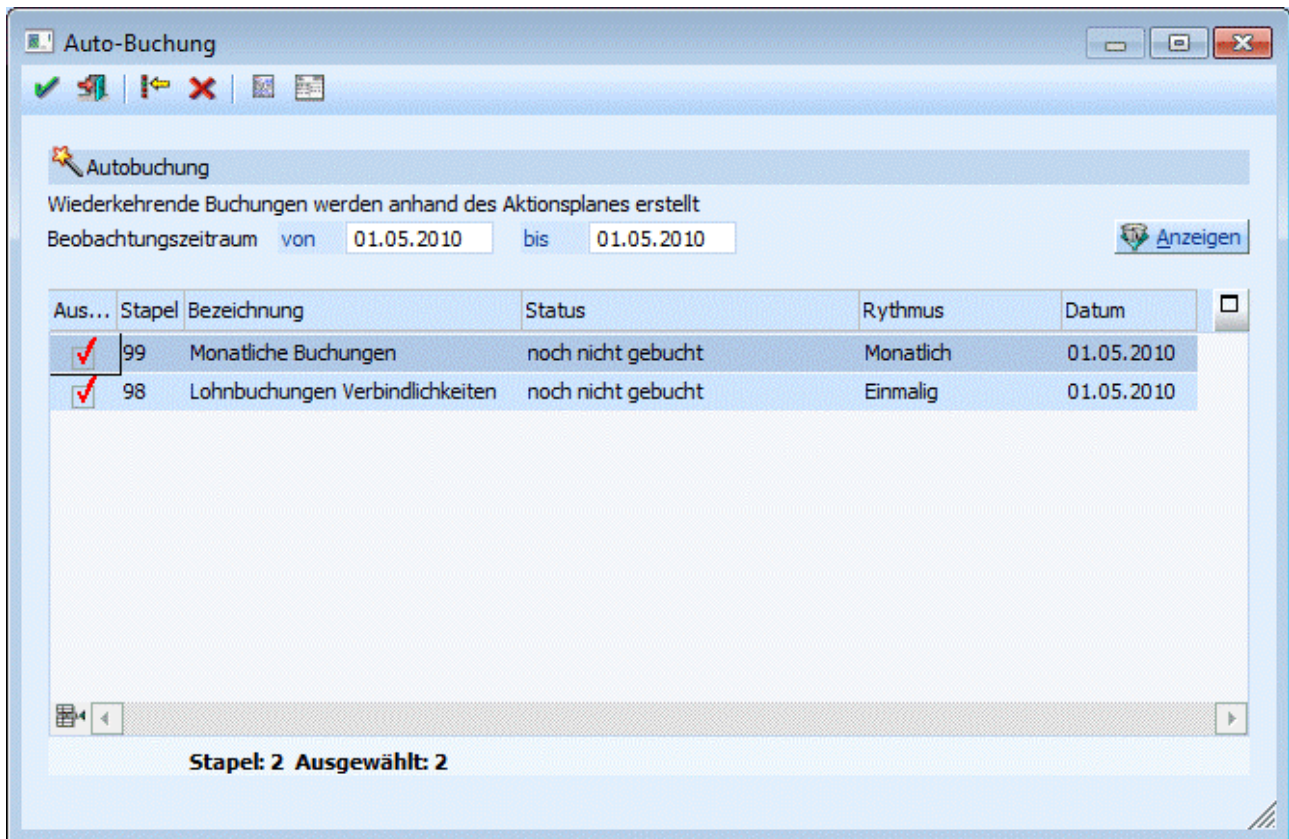 Auto-Buchung
Autobuchung
Wiederkehrende Buchungen werden anhand des Aktionsplanes erstellt
Beobachtungszeitraum von 01.05.2010 bis 01.05.2010 Anzeigen
Aus... Stapel Bezeichnung Status Rythmus Datum
99 Monatliche Buchungen noch nicht gebucht Monatlich 01.05.2010
98 Lohnbuchungen Verbindlichkeiten noch nicht gebucht Einmalig 01.05.2010
Stapel: 2 Ausgewählt: 2